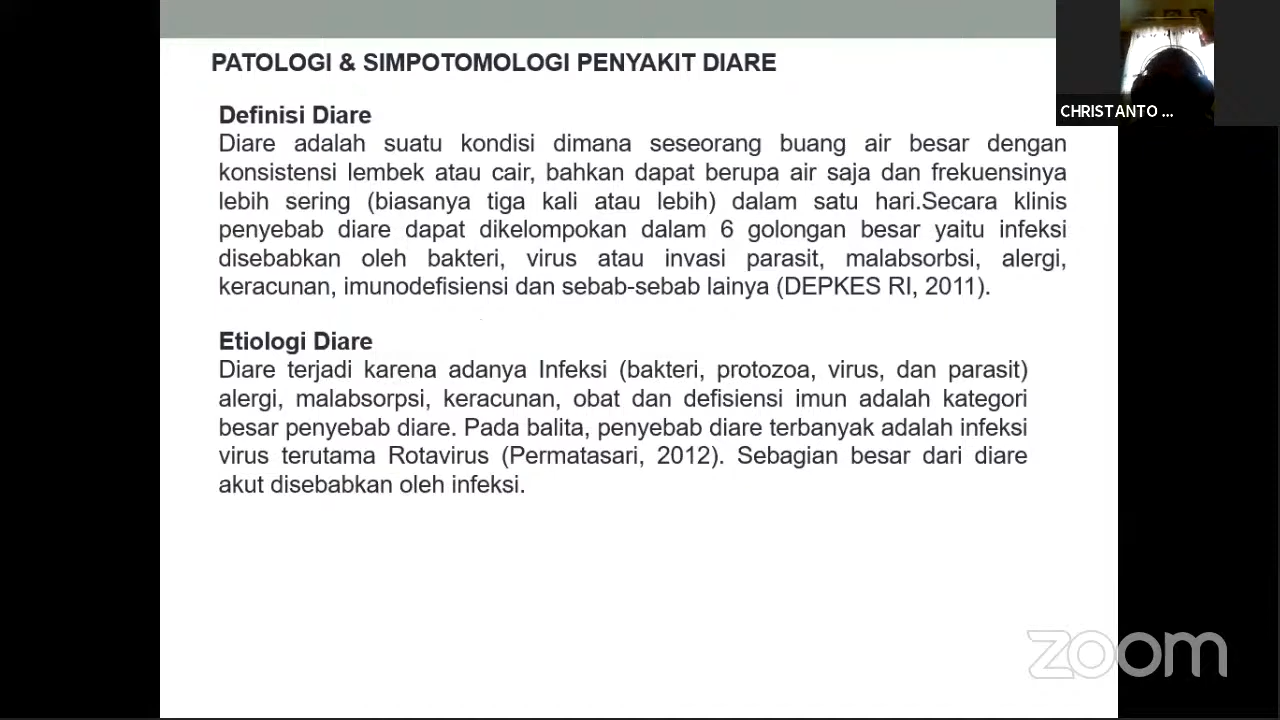 PATOLOGI & SIMPOTOMOLOGI PENYAKIT DIARE
CHRISTANTO ...
Definisi Diare
Diare adalah suatu kondisi dimana seseorang buang air besar dengan
konsistensi lembek atau cair, bahkan dapat berupa air saja dan frekuensinya
lebih sering (biasanya tiga kali atau lebih) dalam satu hari.Secara klinis
penyebab diare dapat dikelompokan dalam 6 golongan besar yaitu infeksi
disebabkan oleh bakteri, virus atau invasi parasit, malabsorbsi, alergi,
keracunan, imunodefisiensi dan sebab-sebab lainya (DEPKES RI, 2011).
Etiologi Diare
Diare terjadi karena adanya Infeksi (bakteri, protozoa, virus, dan parasit)
alergi, malabsorpsi, keracunan, obat dan defisiensi imun adalah kategori
besar penyebab diare. Pada balita, penyebab diare terbanyak adalah infeksi
virus terutama Rotavirus (Permatasari, 2012). Sebagian besar dari diare
akut disebabkan oleh infeksi.
zoom